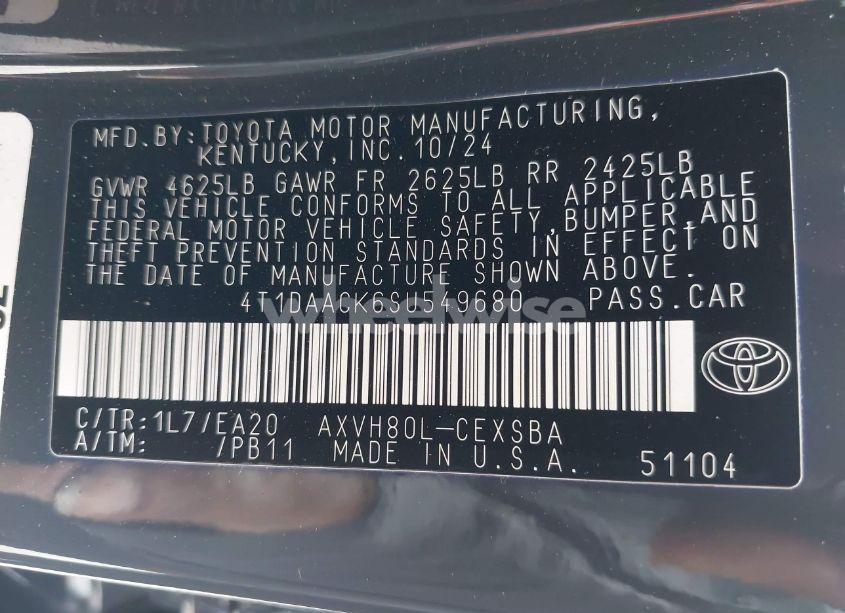 MFD. BY: TOYOTA MOTOR MANUFACTURING,
KENTUCKY, INC. 10/24
GVWR 4625LB GAWR FR 2625LB RR 2425LB
THIS VEHICLE CONFORMS TO ALL APPLICABLE
FEDERAL MOTOR VEHICLE SAFETY, BUMPER, AND
THEFT PREVENTION STANDARDS IN EFFECT ON
THE DATE OF MANUFACTURE SHOWN ABOVE.
4T1DAACK6SU549680 PASS. CAR
wheelwise
C/TR: 1L7/EA20 AXVH80L-CEXSBA
A/TM: /PB11 MADE IN U.S.A. 51104